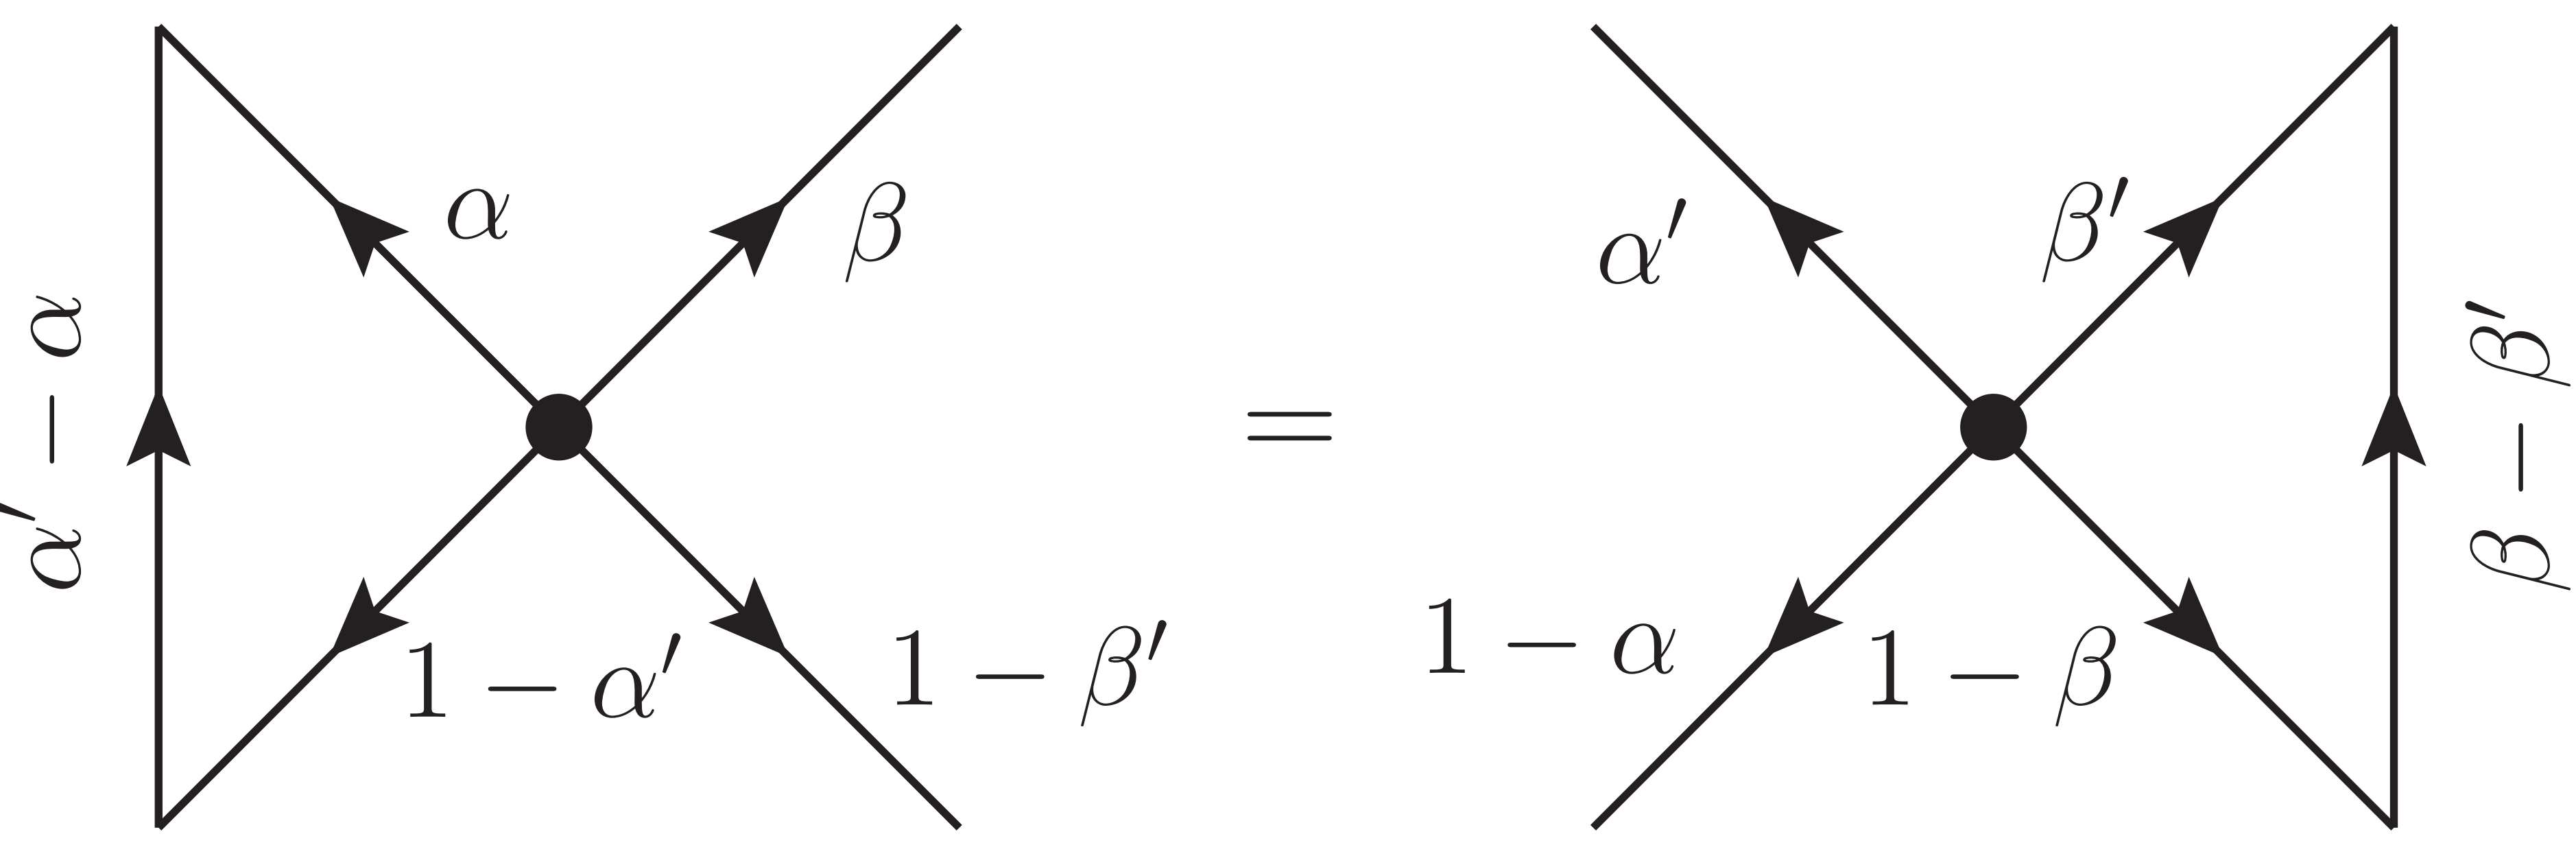 α
β
α′ − α
1 − α′
1 − β′
=
α′
β′
β − β′
1 − α
1 − β